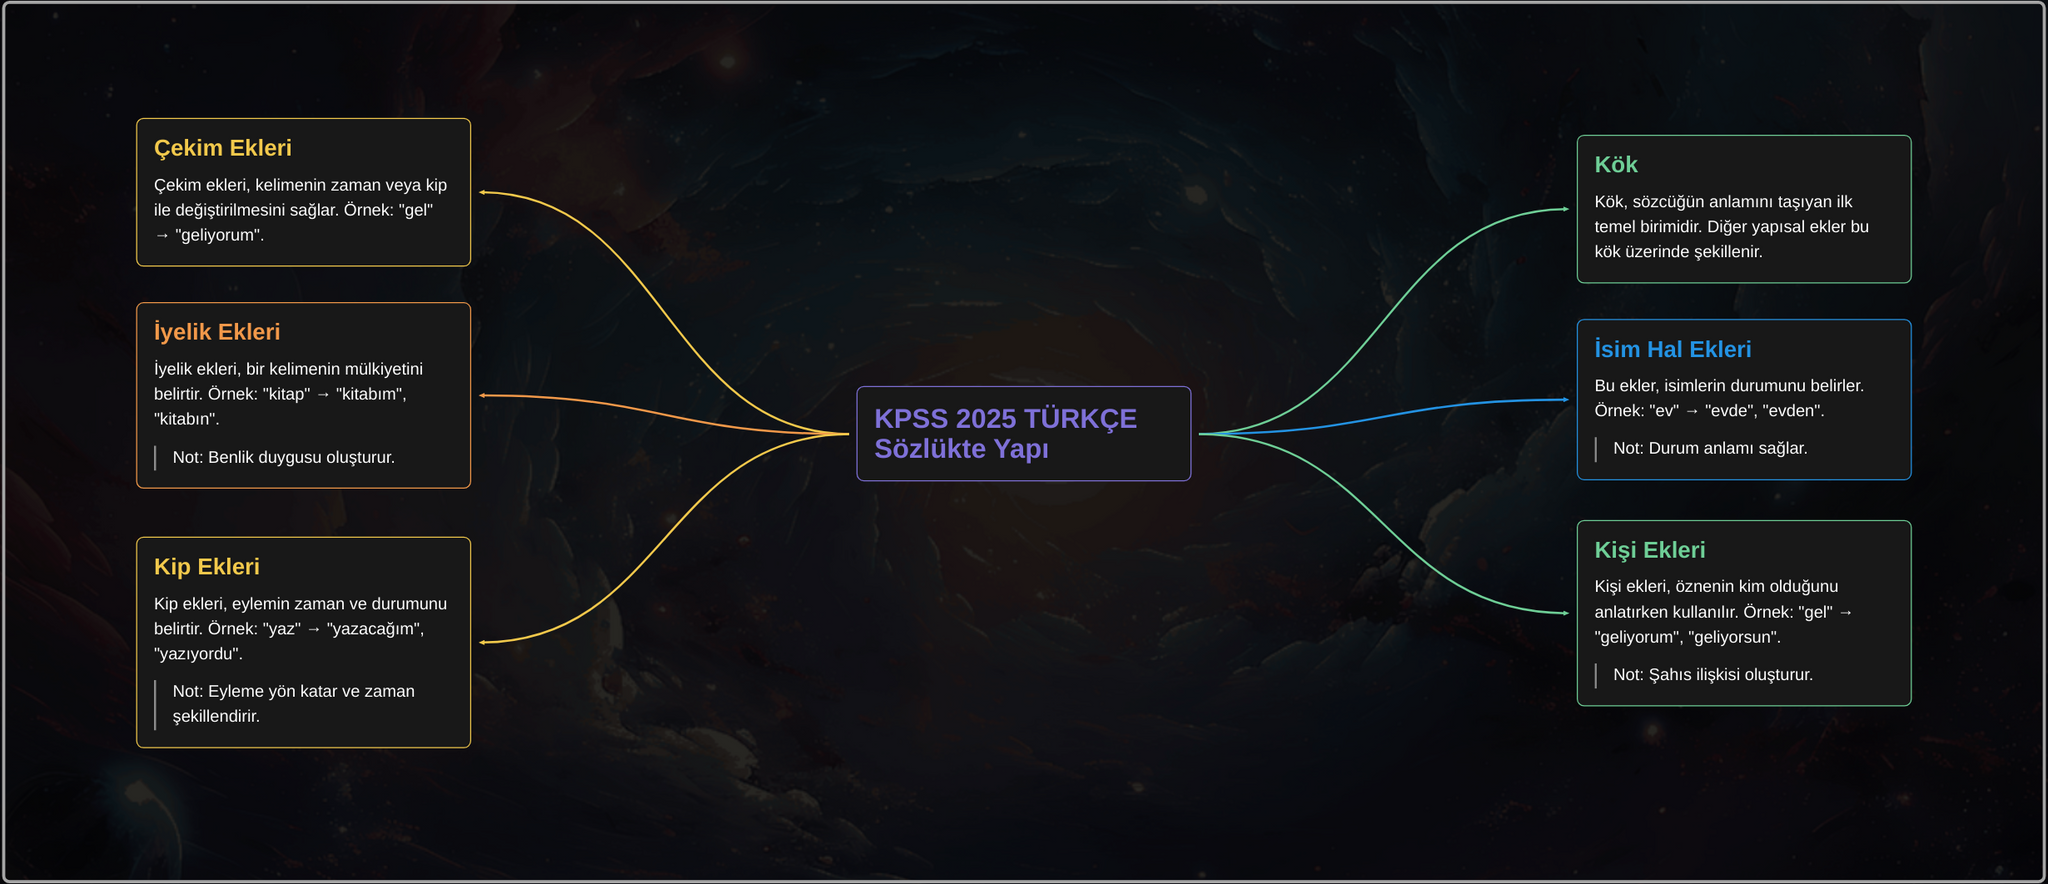 Çekim Ekleri
Çekim ekleri, kelimenin zaman veya kip
ile değiştirilmesini sağlar. Örnek: "gel"
→ "geliyorum".
İyelik Ekleri
İyelik ekleri, bir kelimenin mülkiyetini
belirtir. Örnek: "kitap" → "kitabım",
"kitabın".
Not: Benlik duygusu oluşturur.
Kip Ekleri
Kip ekleri, eylemin zaman ve durumunu
belirtir. Örnek: "yaz" → "yazacağım",
"yazıyordu".
Not: Eyleme yön katar ve zaman
şekillendirir.
KPSS 2025 TÜRKÇE
Sözlükte Yapı
Kök
Kök, sözcüğün anlamını taşıyan ilk
temel birimidir. Diğer yapısal ekler bu
kök üzerinde şekillenir.
İsim Hal Ekleri
Bu ekler, isimlerin durumunu belirler.
Örnek: "ev" → "evde", "evden".
Not: Durum anlamı sağlar.
Kişi Ekleri
Kişi ekleri, öznenin kim olduğunu
anlatırken kullanılır. Örnek: "gel" →
"geliyorum", "geliyorsun".
Not: Şahıs ilişkisi oluşturur.